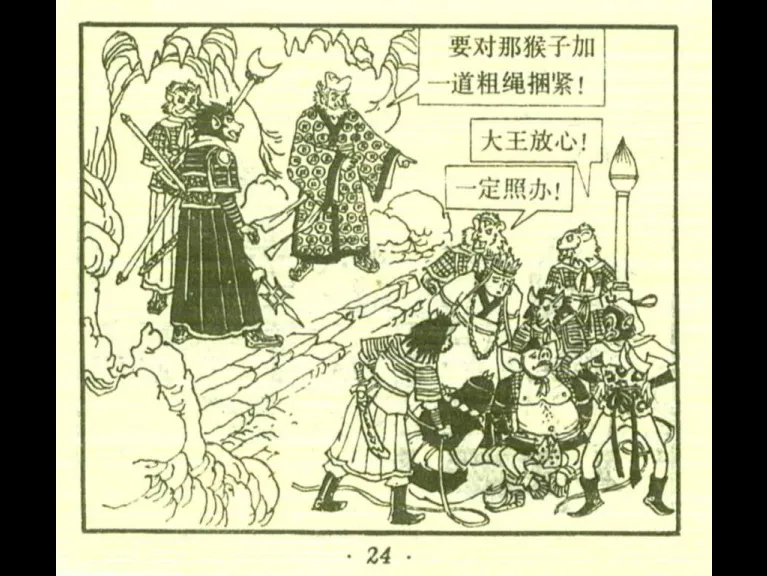 要对那猴子加
一道粗绳捆紧！
大王放心！
一定照办！
· 24 ·